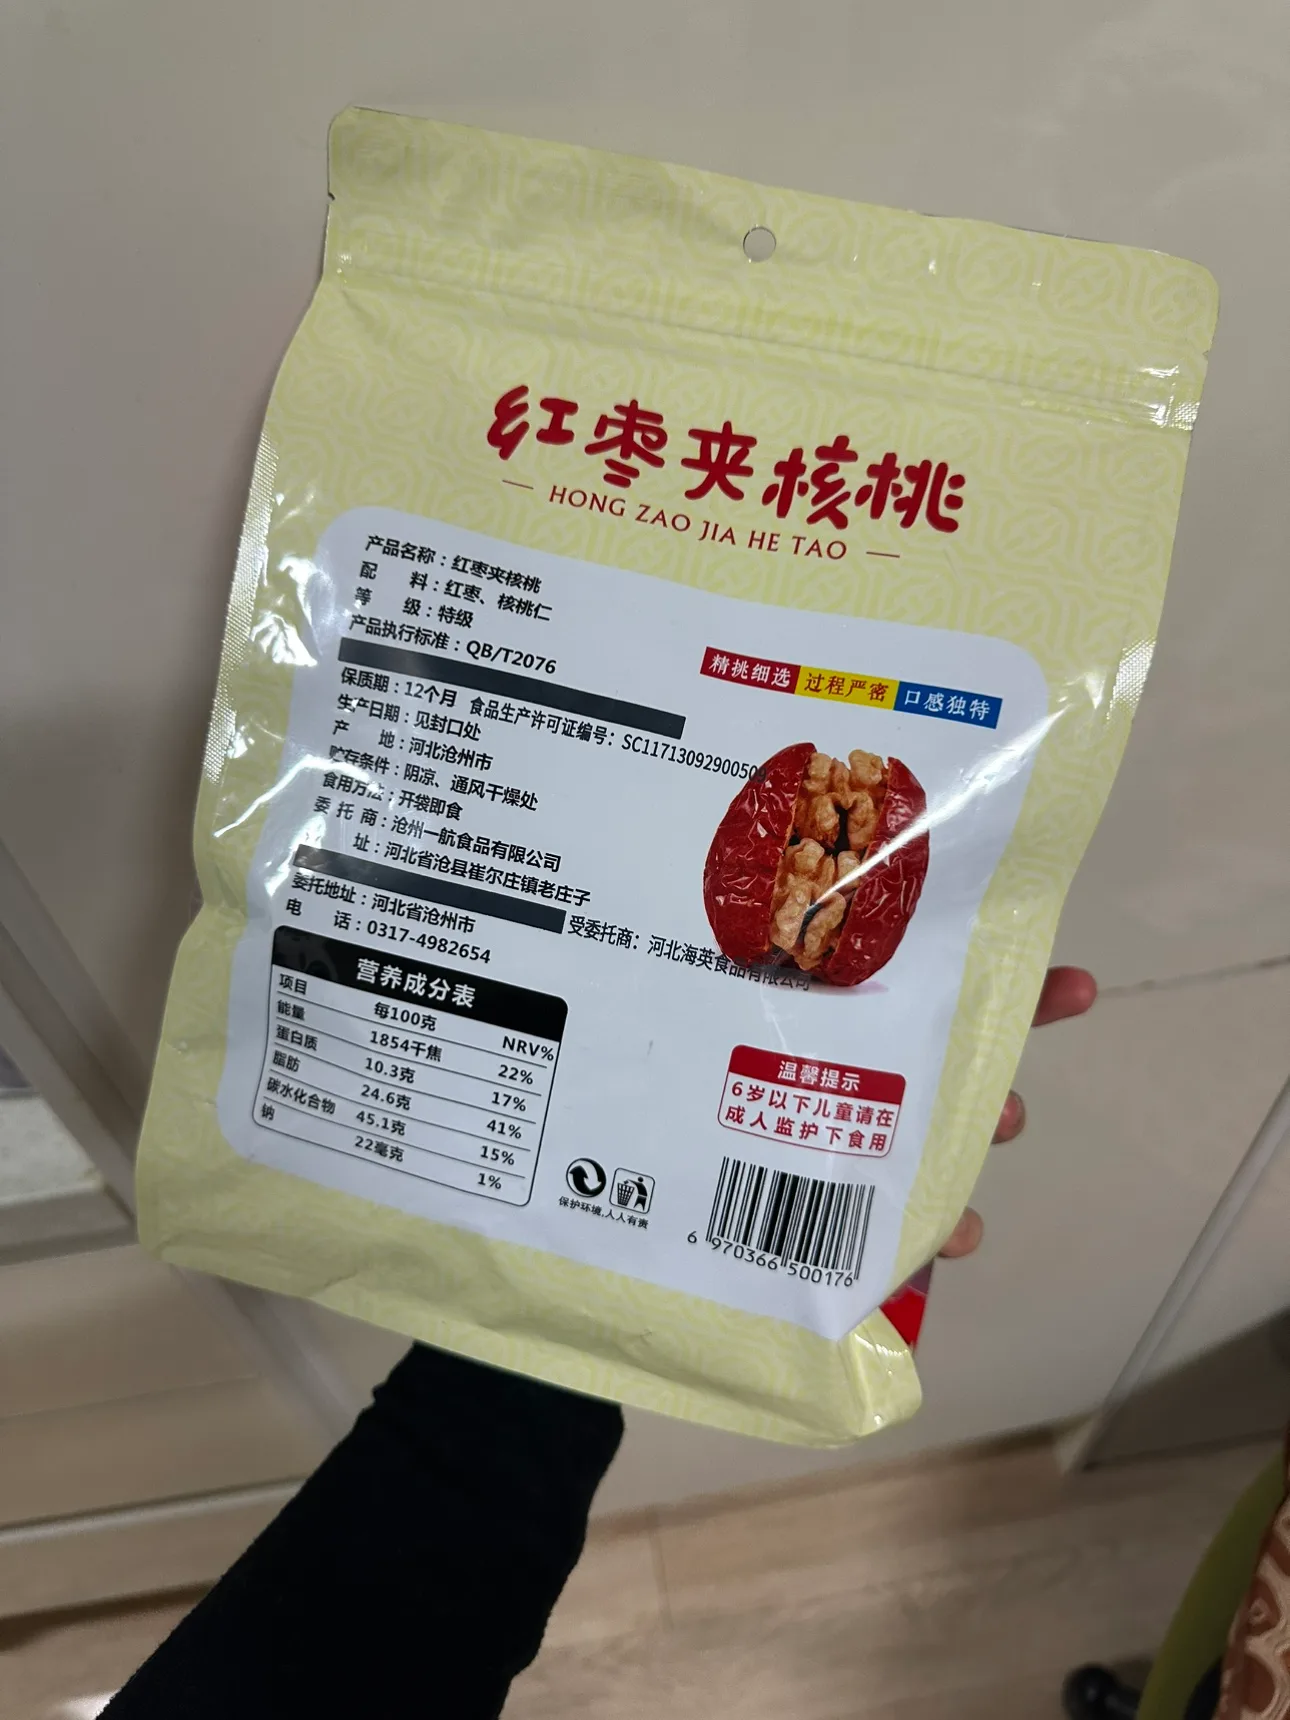 红枣夹核桃
HONG ZAO JIA HE TAO
产品名称：红枣夹核桃
配 料：红枣、核桃仁
等 级：特级
产品执行标准：QB/T2076
保质期：12个月 食品生产许可证编号：SC11713092900509
生产日期：见封口处
产 地：河北沧州市
贮存条件：阴凉、通风干燥处
食用方法：开袋即食
委 托 商：沧州一航食品有限公司
址：河北省沧县崔尔庄镇老庄子
受委托商：河北海英食品有限公司
委托地址：河北省沧州市
电 话：0317-4982654
精挑细选 过程严密 口感独特
营养成分表
项目 每100克 NRV%
能量 1854千焦 22%
蛋白质 10.3克 17%
脂肪 24.6克 41%
碳水化合物 45.1克 15%
钠 22毫克 1%
保护环境,人人有责
温馨提示
6岁以下儿童请在
成人监护下食用
6 970366 500176